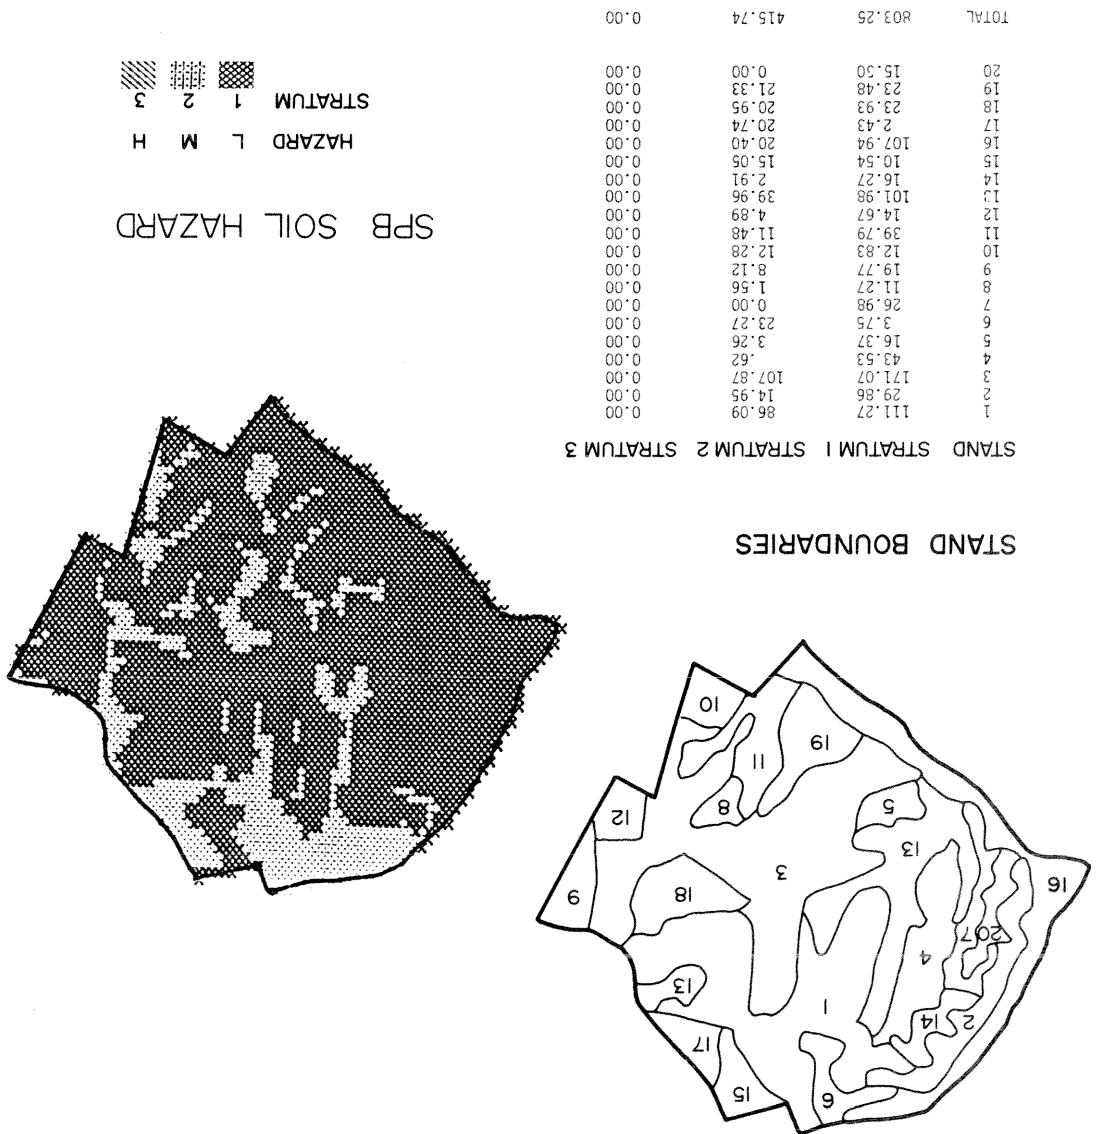 6
15
17
2
14
1
13
4
20 7
18
9
16
3
13
12
5
8
11
19
10
STAND BOUNDARIES
STAND STRATUM 1 STRATUM 2 STRATUM 3
1 111.27 86.09 0.00
2 29.86 14.95 0.00
3 171.07 107.87 0.00
4 43.53 .62 0.00
5 16.37 3.26 0.00
6 3.75 23.27 0.00
7 26.98 0.00 0.00
8 11.27 1.56 0.00
9 19.77 8.12 0.00
10 12.83 12.28 0.00
11 39.79 11.48 0.00
12 14.67 4.89 0.00
13 101.98 39.96 0.00
14 16.27 2.91 0.00
15 10.54 15.05 0.00
16 107.94 20.40 0.00
17 2.43 20.74 0.00
18 23.93 20.95 0.00
19 23.48 21.33 0.00
20 15.50 0.00 0.00
TOTAL 803.25 415.74 0.00
SPB SOIL HAZARD
HAZARD L M H
STRATUM 1 2 3